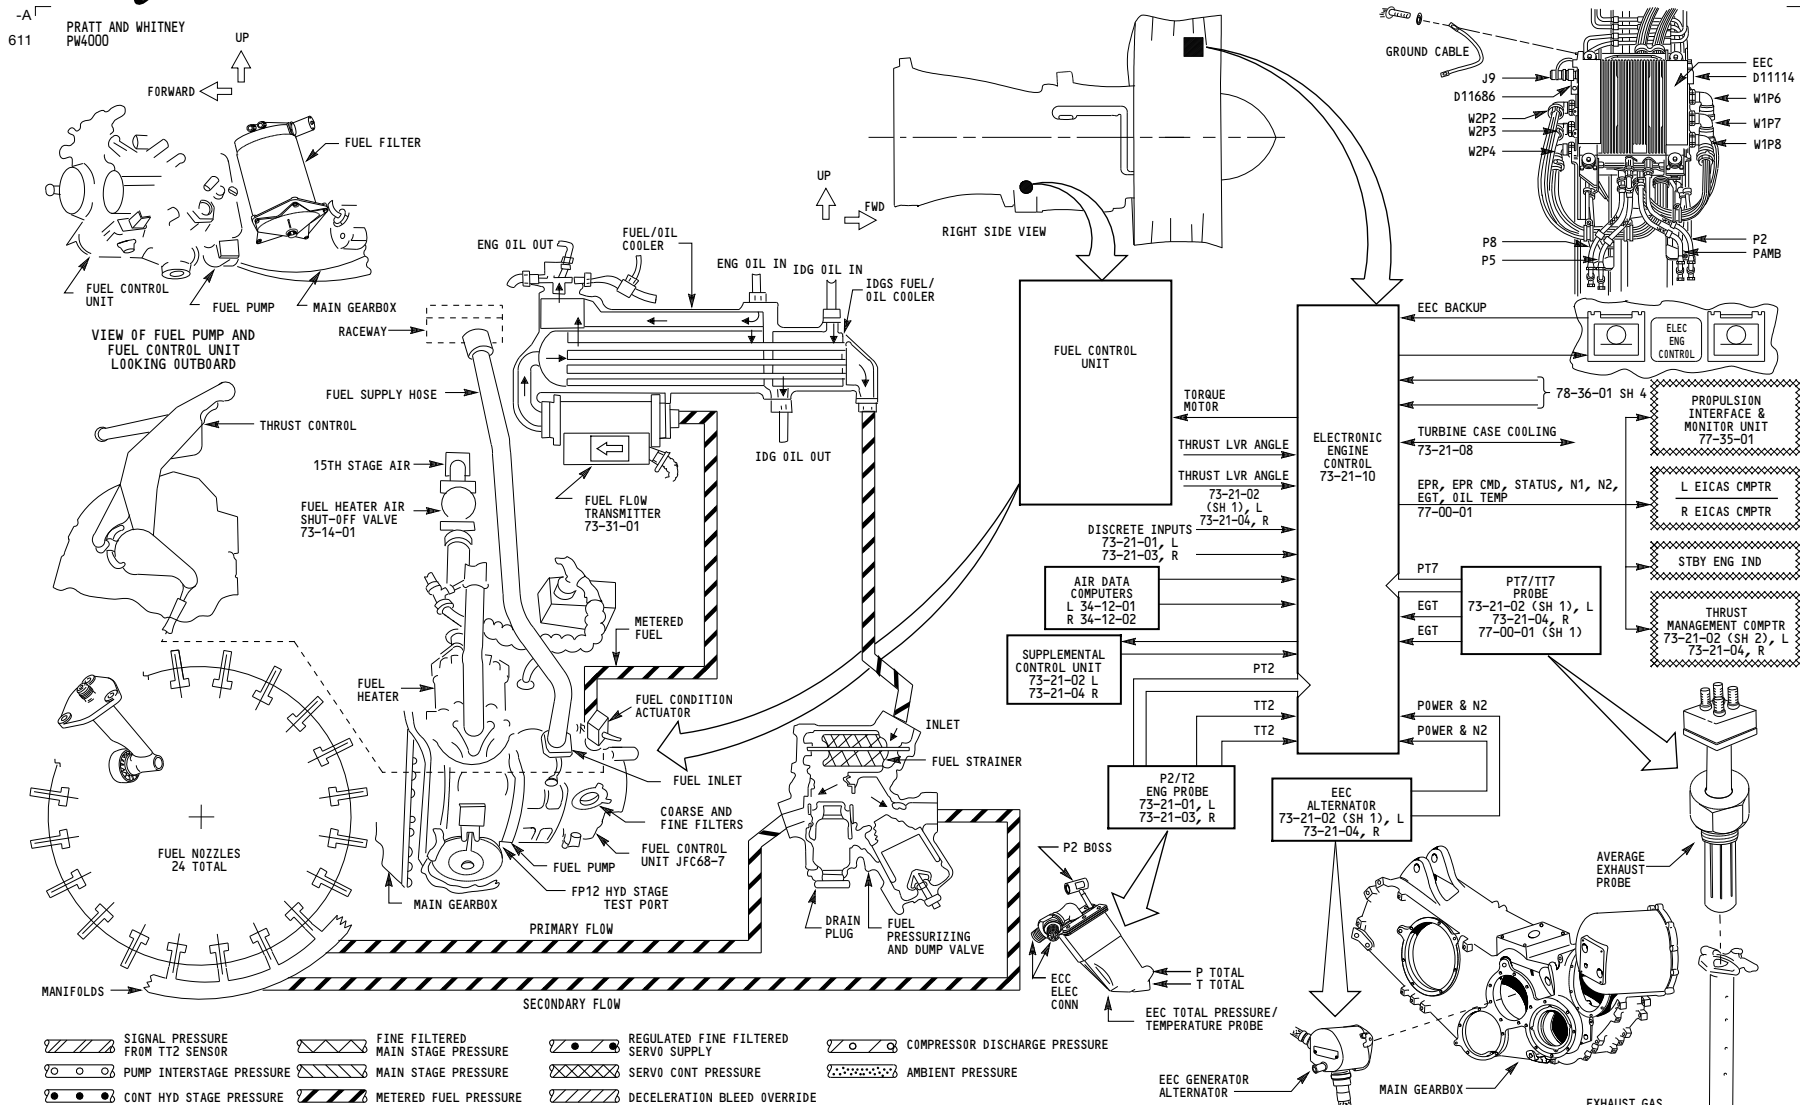 -A
611
PRATT AND WHITNEY
PW4000
UP
FORWARD
FUEL FILTER
FUEL CONTROL
UNIT
FUEL PUMP
MAIN GEARBOX
VIEW OF FUEL PUMP AND
FUEL CONTROL UNIT
LOOKING OUTBOARD
THRUST CONTROL
ENG OIL OUT
FUEL/OIL
COOLER
ENG OIL IN
IDG OIL IN
IDGS FUEL/
OIL COOLER
RACEWAY
FUEL SUPPLY HOSE
15TH STAGE AIR
FUEL HEATER AIR
SHUT-OFF VALVE
73-14-01
FUEL FLOW
TRANSMITTER
73-31-01
IDG OIL OUT
UP
FWD
RIGHT SIDE VIEW
GROUND CABLE
J9
D11686
W2P2
W2P3
W2P4
EEC
D11114
W1P6
W1P7
W1P8
P8
P5
P2
PAMB
FUEL CONTROL
UNIT
TORQUE
MOTOR
THRUST LVR ANGLE
THRUST LVR ANGLE
73-21-02
(SH 1), L
73-21-04, R
DISCRETE INPUTS
73-21-01, L
73-21-03, R
AIR DATA
COMPUTERS
L 34-12-01
R 34-12-02
SUPPLEMENTAL
CONTROL UNIT
73-21-02 L
73-21-04 R
PT2
TT2
TT2
ELECTRONIC
ENGINE
CONTROL
73-21-10
EEC BACKUP
ELEC
ENG
CONTROL
78-36-01 SH 4
TURBINE CASE COOLING
73-21-08
EPR, EPR CMD, STATUS, N1, N2,
EGT, OIL TEMP
77-00-01
PROPULSION
INTERFACE &
MONITOR UNIT
77-35-01
L EICAS CMPTR
R EICAS CMPTR
STBY ENG IND
THRUST
MANAGEMENT COMPTR
73-21-02 (SH 2), L
73-21-04, R
PT7
EGT
EGT
PT7/TT7
PROBE
73-21-02 (SH 1), L
73-21-04, R
77-00-01 (SH 1)
POWER & N2
POWER & N2
P2/T2
ENG PROBE
73-21-01, L
73-21-03, R
EEC
ALTERNATOR
73-21-02 (SH 1), L
73-21-04, R
METERED
FUEL
FUEL
HEATER
FUEL CONDITION
ACTUATOR
INLET
FUEL STRAINER
FUEL INLET
COARSE AND
FINE FILTERS
FUEL CONTROL
UNIT JFC68-7
FUEL PUMP
FP12 HYD STAGE
TEST PORT
MAIN GEARBOX
FUEL NOZZLES
24 TOTAL
DRAIN
PLUG
FUEL
PRESSURIZING
AND DUMP VALVE
PRIMARY FLOW
SECONDARY FLOW
MANIFOLDS
P2 BOSS
ECC
ELEC
CONN
P TOTAL
T TOTAL
EEC TOTAL PRESSURE/
TEMPERATURE PROBE
AVERAGE
EXHAUST
PROBE
EEC GENERATOR
ALTERNATOR
MAIN GEARBOX
EXHAUST GAS
SIGNAL PRESSURE
FROM TT2 SENSOR
FINE FILTERED
MAIN STAGE PRESSURE
REGULATED FINE FILTERED
SERVO SUPPLY
COMPRESSOR DISCHARGE PRESSURE
PUMP INTERSTAGE PRESSURE
MAIN STAGE PRESSURE
SERVO CONT PRESSURE
AMBIENT PRESSURE
CONT HYD STAGE PRESSURE
METERED FUEL PRESSURE
DECELERATION BLEED OVERRIDE